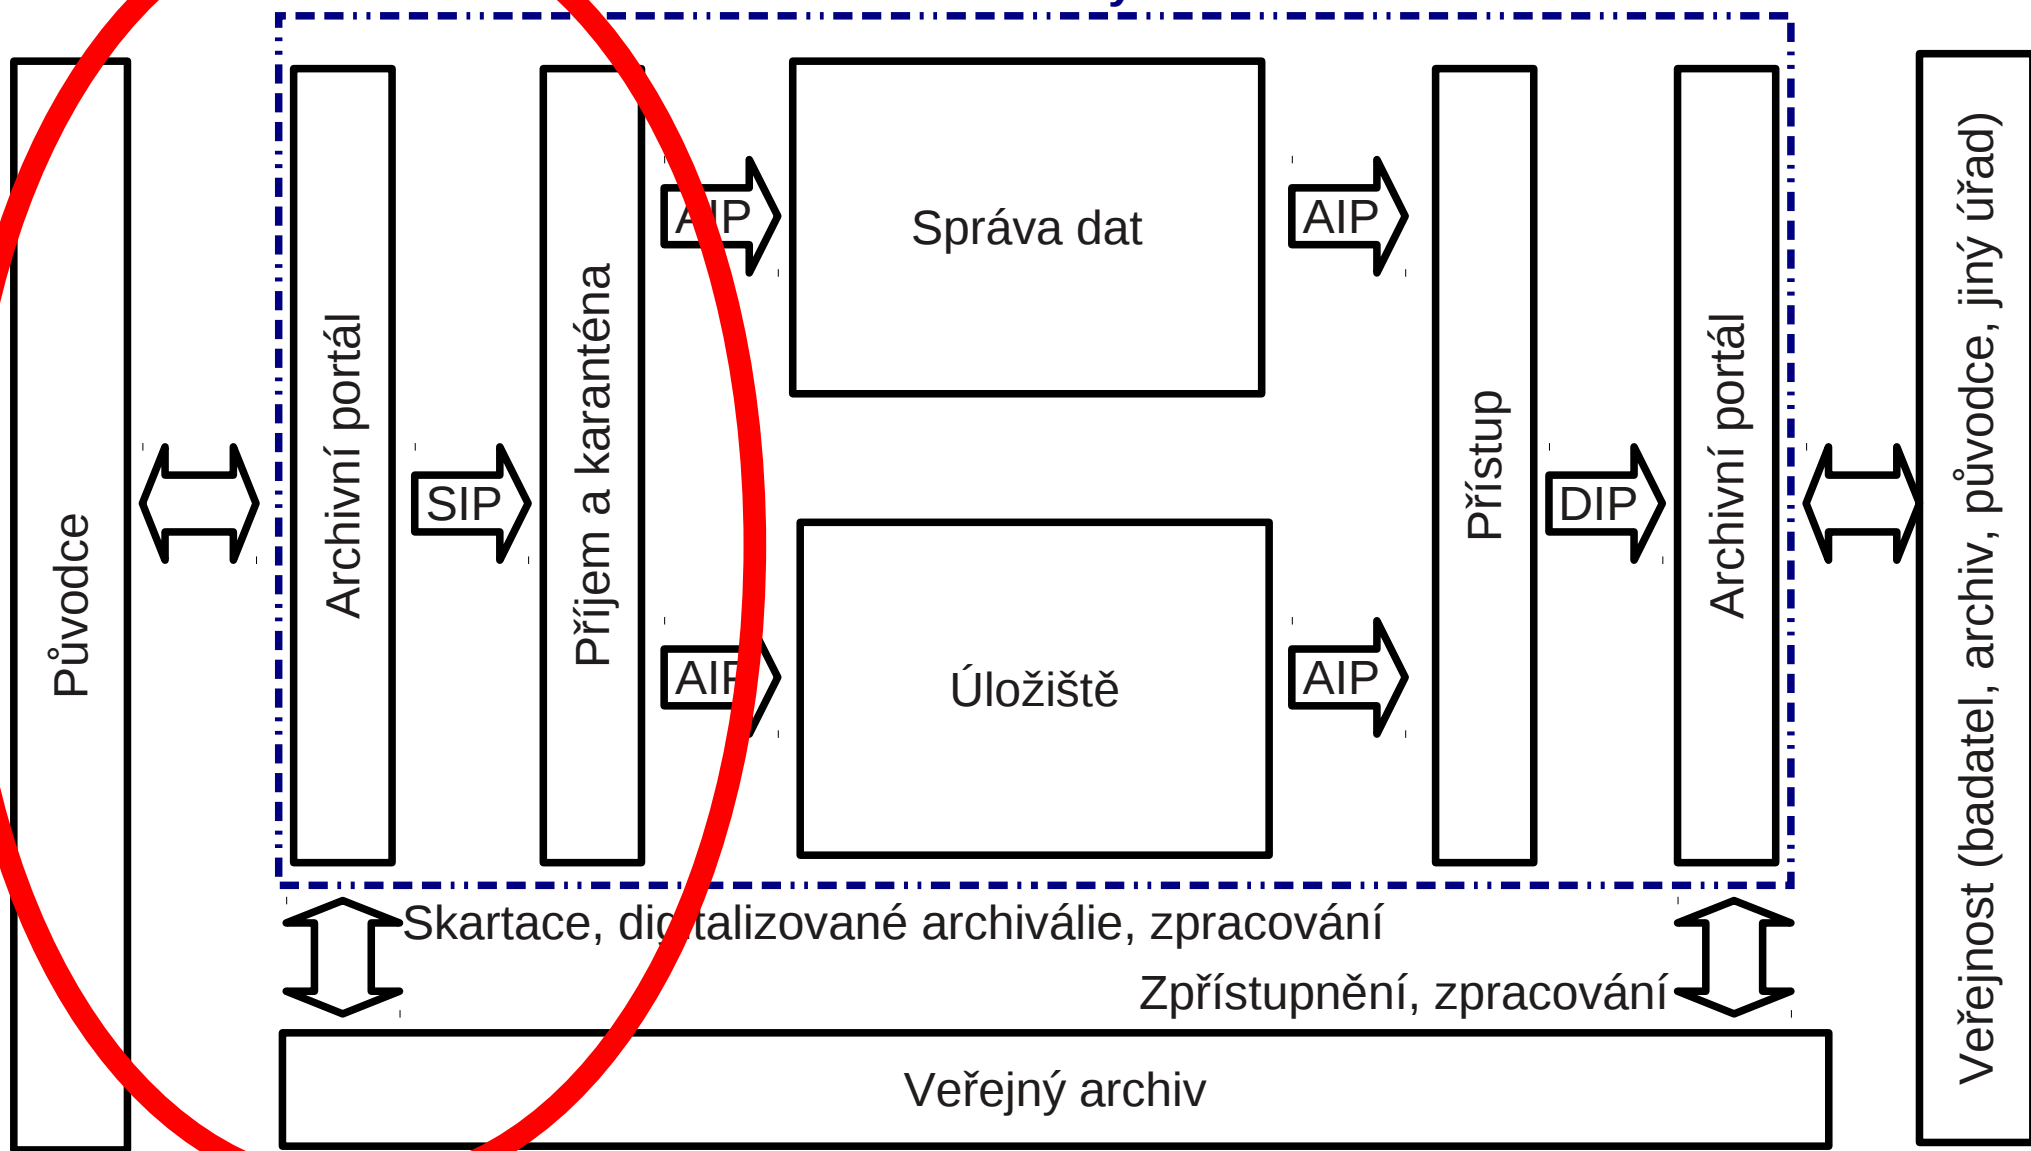 Původce
Archivní portál
SIP
Příjem a karanténa
AIP
AIP
Správa dat
Úložiště
AIP
AIP
Přístup
DIP
Archivní portál
Veřejnost (badatel, archiv, původce, jiný úřad)
Skartace, digitalizované archiválie, zpracování
Zpřístupnění, zpracování
Veřejný archiv